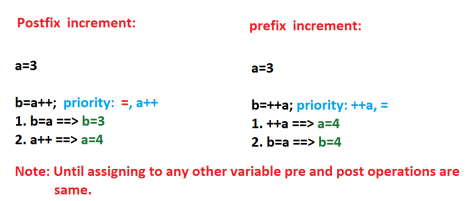 Postfix increment:
a=3
b=a++; priority: =, a++
1. b=a ==> b=3
2. a++ ==> a=4
prefix increment:
a=3
b=++a; priority: ++a, =
1. ++a ==> a=4
2. b=a ==> b=4
Note: Until assigning to any other variable pre and post operations are
same.